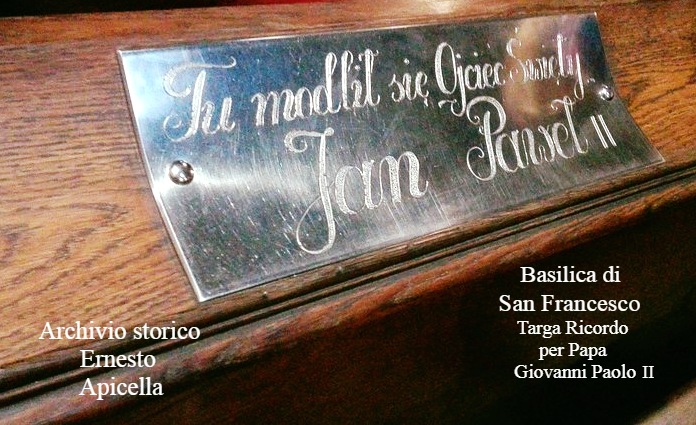 Tu modlił się Ojciec Święty
Jan Paweł II
Basilica di
San Francesco
Targa Ricordo
per Papa
Giovanni Paolo II
Archivio storico
Ernesto
Apicella